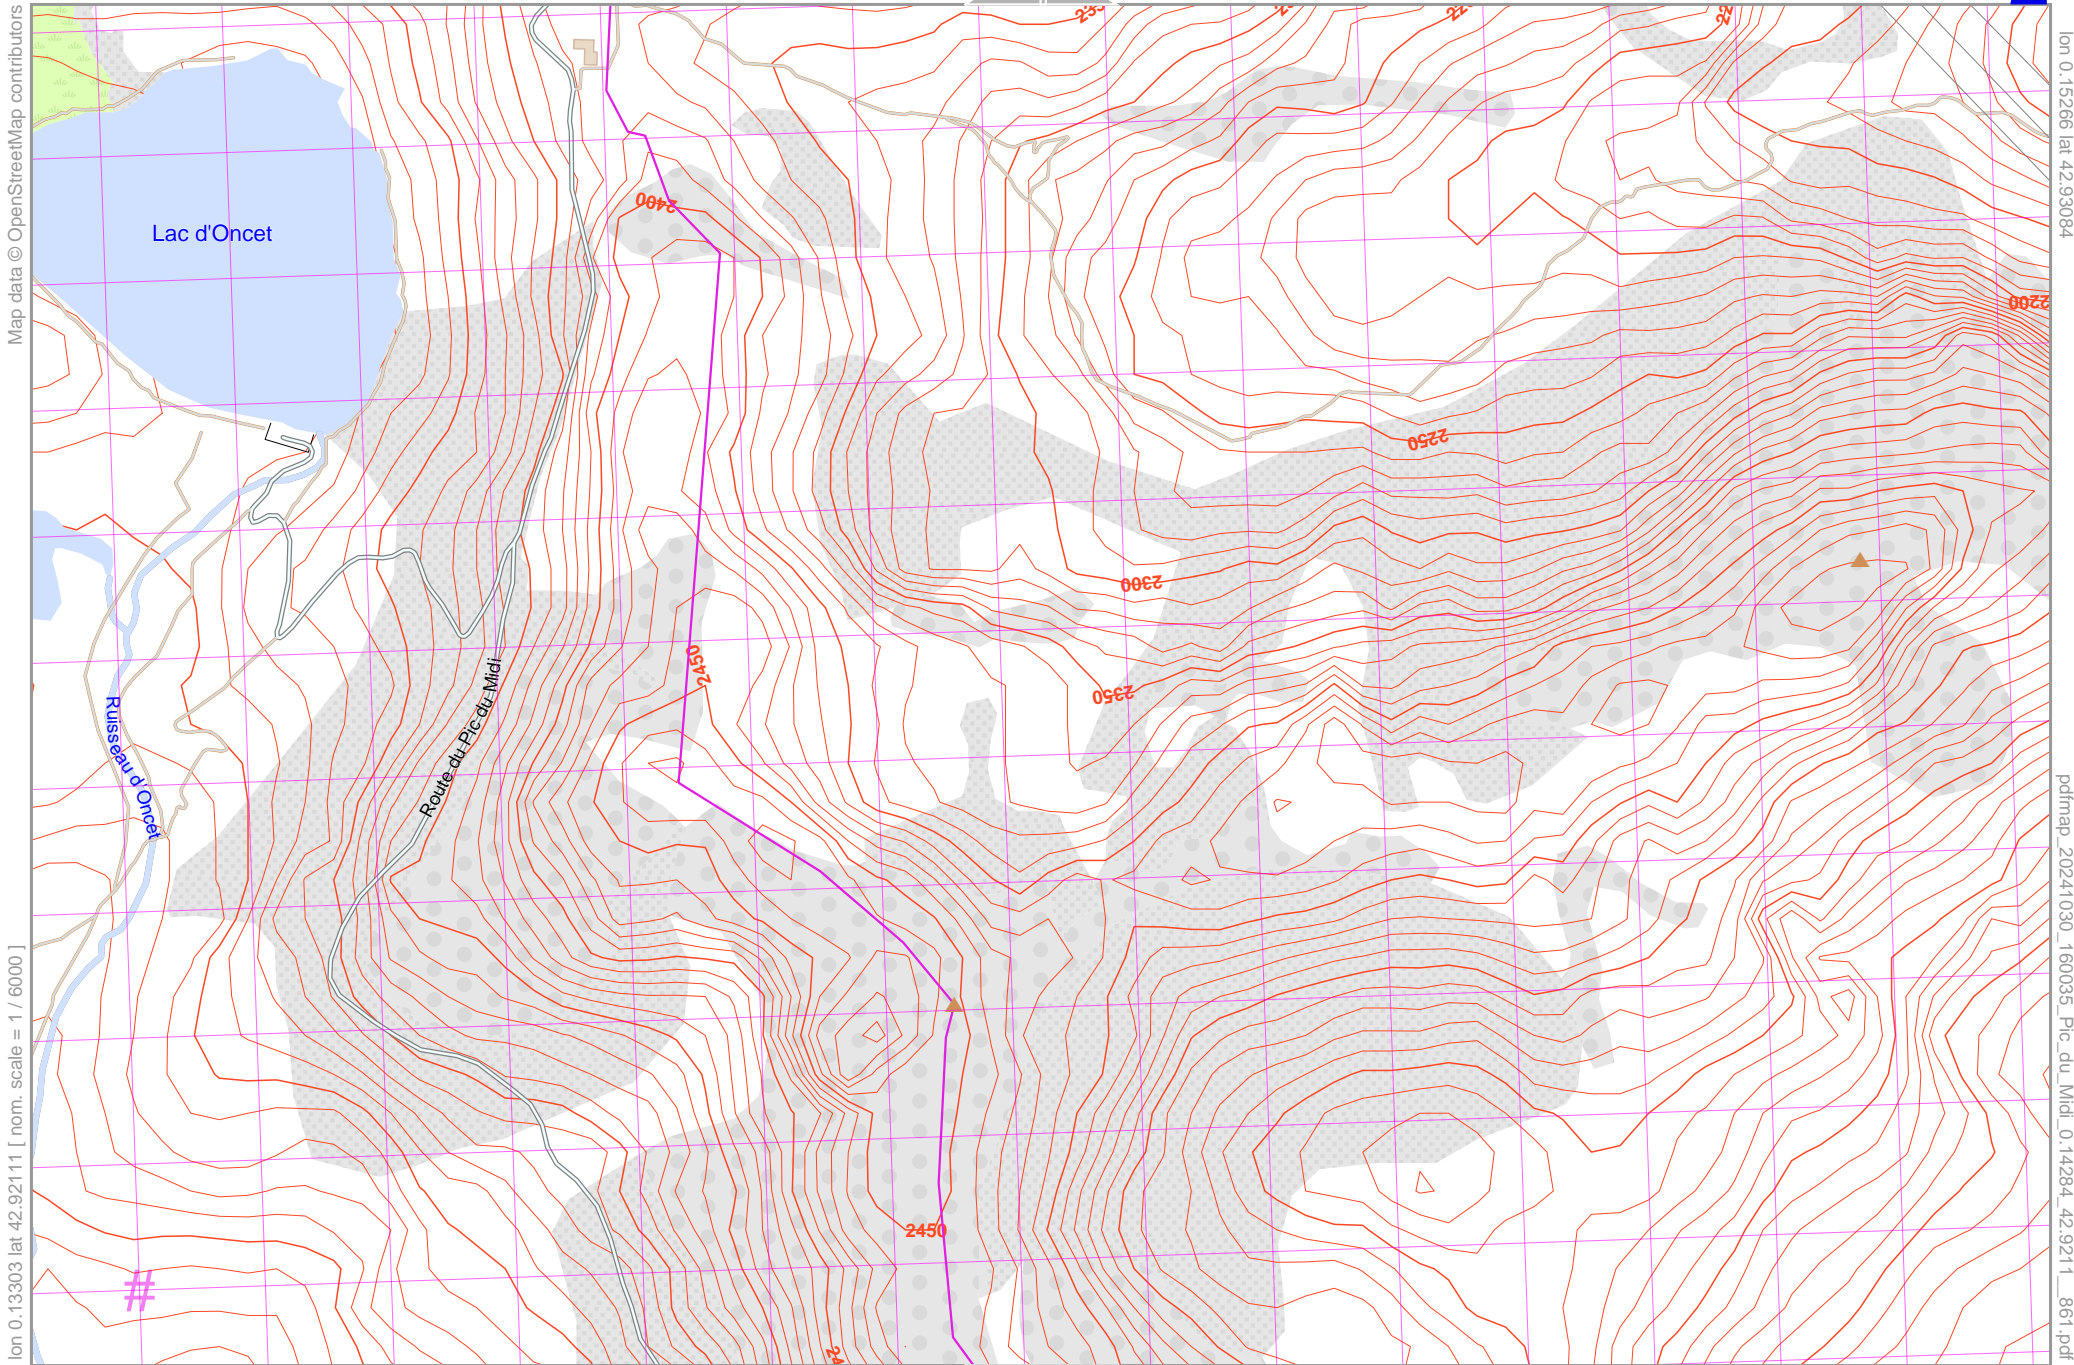 Map data © OpenStreetMap contributors
lon 0.15266 lat 42.93084
Lac d'Oncet
2400
2200
2250
2300
2450
2350
Route du Pic du Midi
Ruisseau d'Oncet
2450
#
lon 0.13303 lat 42.92111 [ nom. scale = 1 / 6000 ]
pdfmap_20241030_160035_Pic_du_Midi_0.14284_42.9211__861.pdf